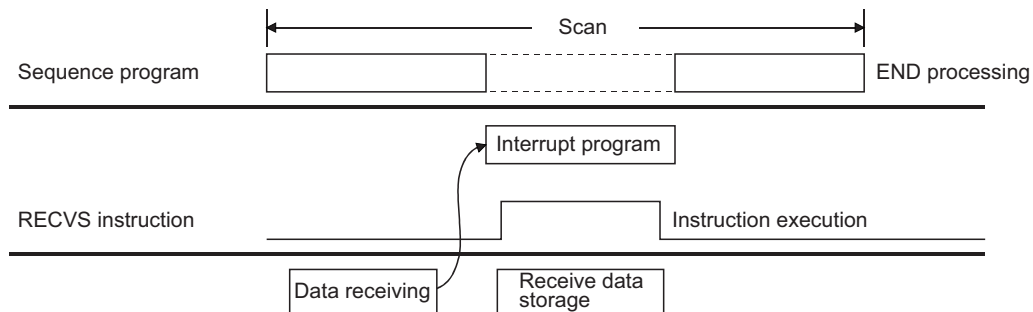 Scan
Sequence program
END processing
Interrupt program
RECVS instruction
Instruction execution
Data receiving
Receive data
storage